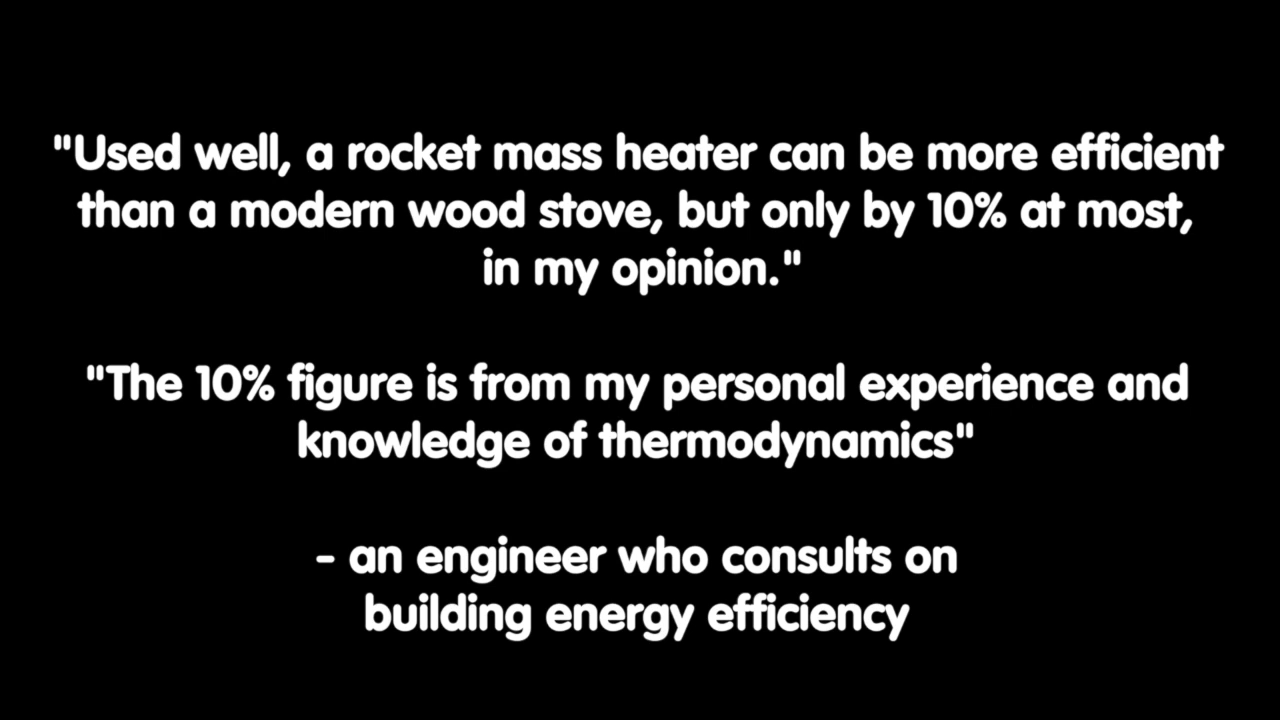 "Used well, a rocket mass heater can be more efficient
than a modern wood stove, but only by 10% at most,
in my opinion."
"The 10% figure is from my personal experience and
knowledge of thermodynamics"
- an engineer who consults on
building energy efficiency